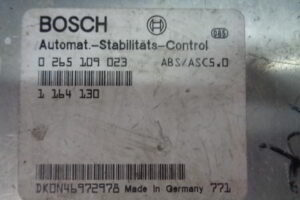 BOSCH
Automat.-Stabilitäts-Control
0 265 109 023 ABS/ASC5.0
1 164 130
DKON46972978 Made in Germany 771